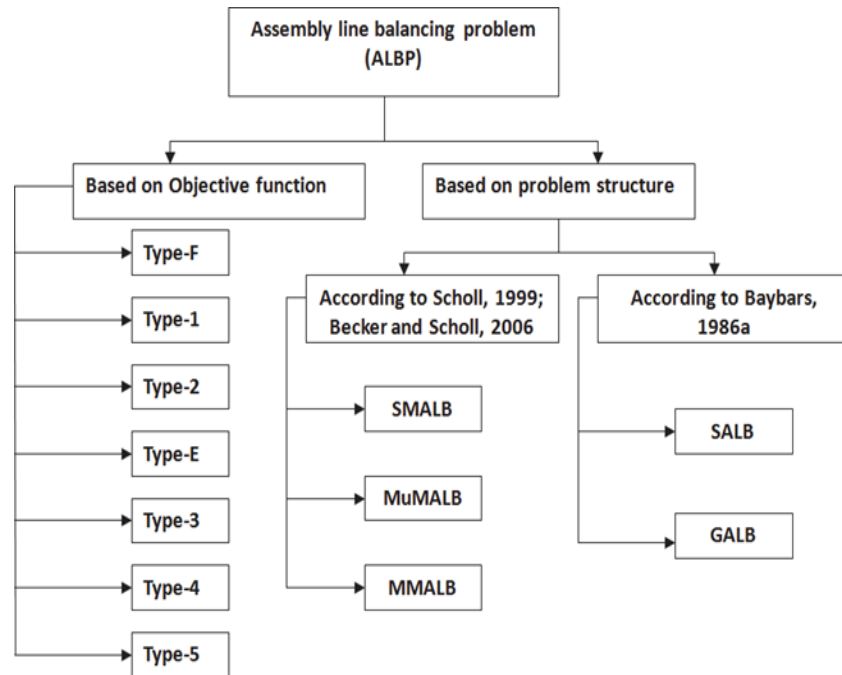 Assembly line balancing problem
(ALBP)
Based on Objective function
Based on problem structure
Type-F
Type-1
Type-2
Type-E
Type-3
Type-4
Type-5
According to Scholl, 1999;
Becker and Scholl, 2006
SMALB
MuMALB
MMALB
According to Baybars,
1986a
SALB
GALB